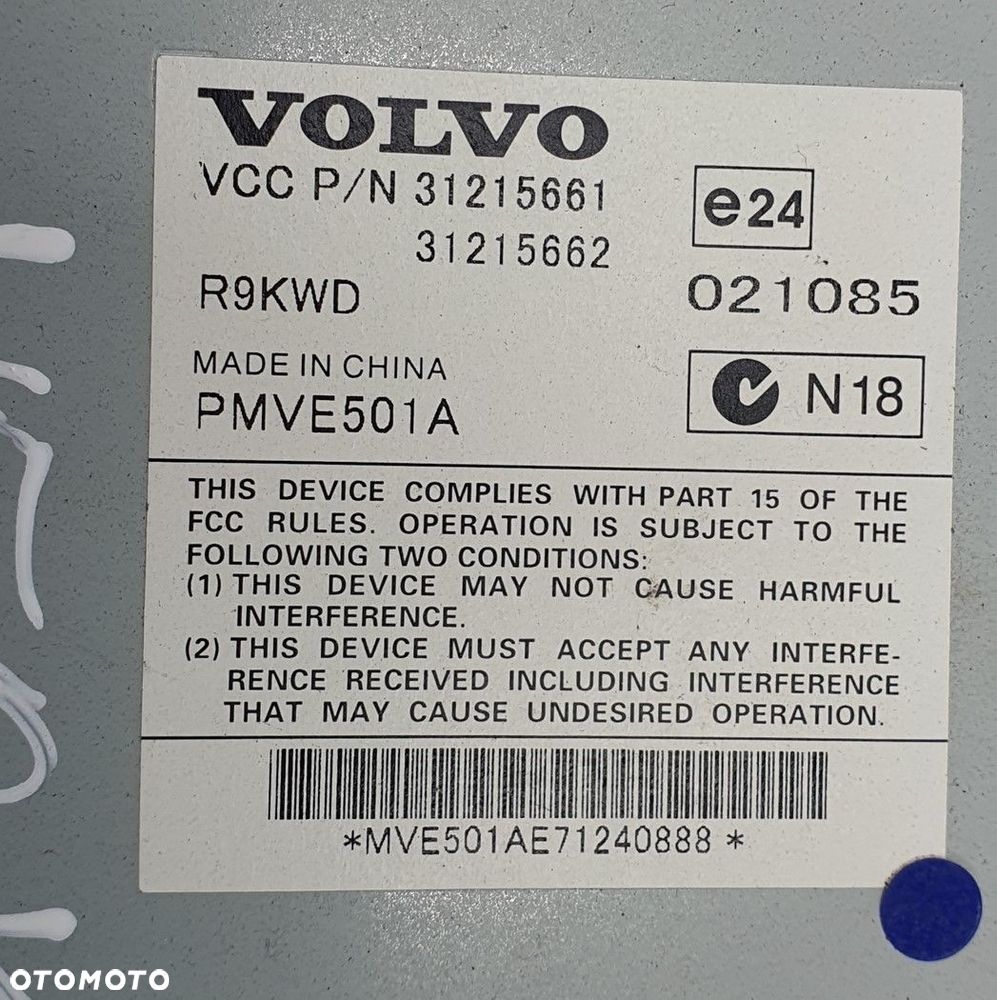 VOLVO
VCC P/N 31215661
31215662
e24
R9KWD
021085
MADE IN CHINA
PMVE501A
N18
THIS DEVICE COMPLIES WITH PART 15 OF THE
FCC RULES. OPERATION IS SUBJECT TO THE
FOLLOWING TWO CONDITIONS:
(1) THIS DEVICE MAY NOT CAUSE HARMFUL
INTERFERENCE.
(2) THIS DEVICE MUST ACCEPT ANY INTERFE-
RENCE RECEIVED INCLUDING INTERFERENCE
THAT MAY CAUSE UNDESIRED OPERATION.
*MVE501AE71240888 *
OTOMOTO